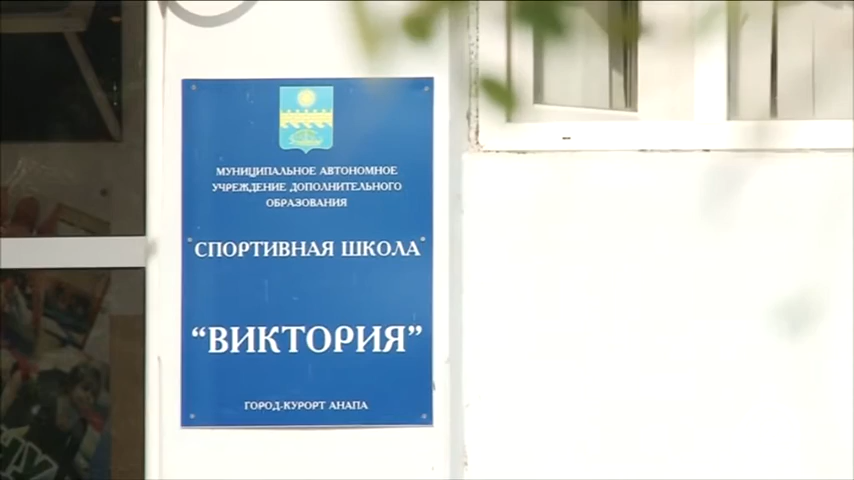 МУНИЦИПАЛЬНОЕ АВТОНОМНОЕ
УЧРЕЖДЕНИЕ ДОПОЛНИТЕЛЬНОГО
ОБРАЗОВАНИЯ
СПОРТИВНАЯ ШКОЛА
“ВИКТОРИЯ”
ГОРОД-КУРОРТ АНАПА